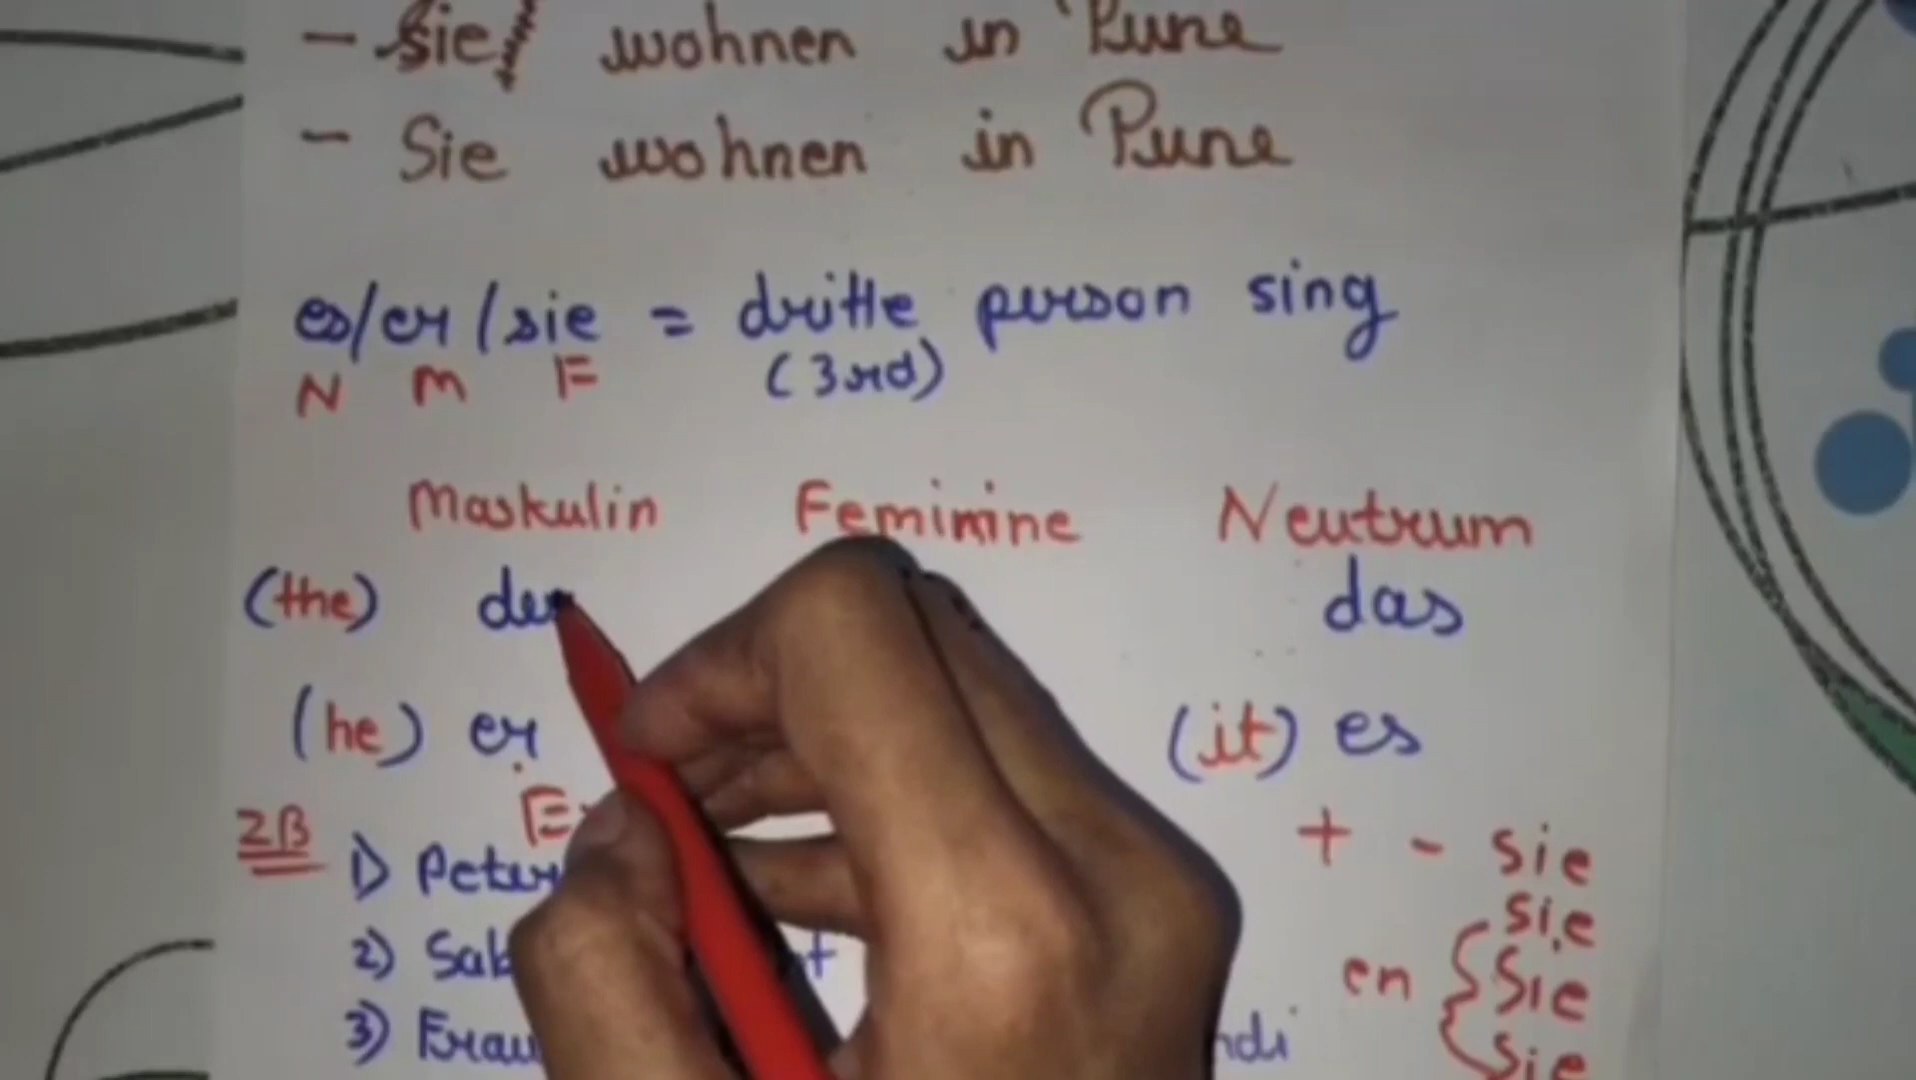 - sie wohnen in Pune
- Sie wohnen in Pune
es/er/sie = dritte person sing
N M F (3rd)
Maskulin Feminine Neutrum
(the) der das
(he) er (it) es
ZB + - sie
1) Peter sie
2) en Sie
3) Frau Sie